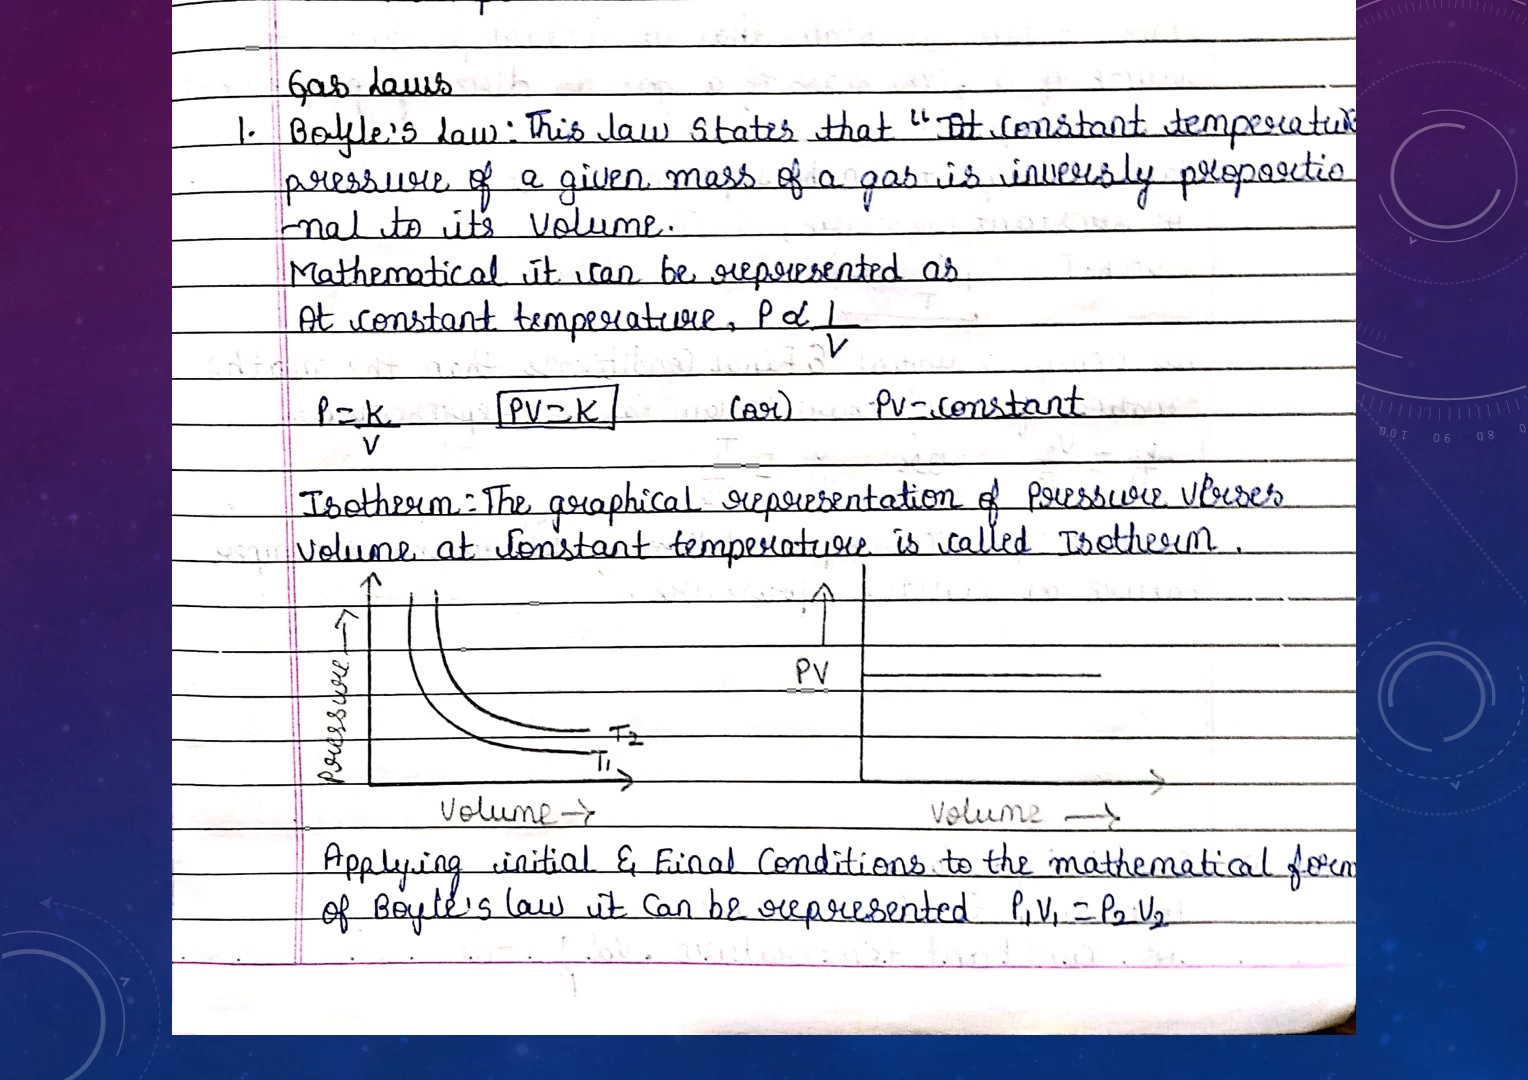 Gas Laws
1. Boyle's Law: This law states that "At constant temperature
pressure of a given mass of a gas is inversly proportio
-nal to its volume.
Mathematical it can be represented as
At constant temperature, P ∝ 1/V
P = K/V PV=K (or) PV=constant
Isotherm:- The graphical representation of Pressure verses
volume at Constant temperature is called Isotherm.
Pressure →
T2
T1
Volume →
PV
Volume →
Applying initial & Final Conditions to the mathematical form
of Boyle's law it can be represented P1V1 = P2V2
100 90 80